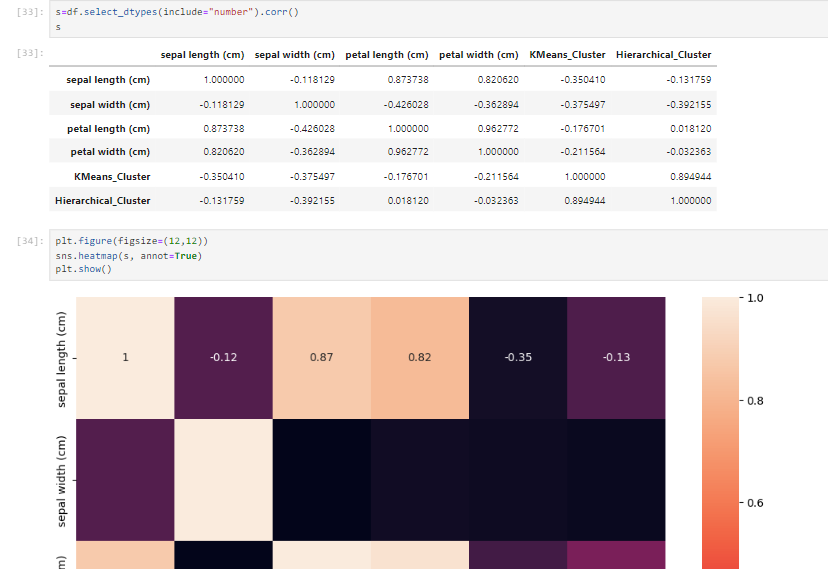 [33]: s=df.select_dtypes(include="number").corr()
s
[33]: sepal length (cm) sepal width (cm) petal length (cm) petal width (cm) KMeans_Cluster Hierarchical_Cluster
sepal length (cm) 1.000000 -0.118129 0.873738 0.820620 -0.350410 -0.131759
sepal width (cm) -0.118129 1.000000 -0.426028 -0.362894 -0.375497 -0.392155
petal length (cm) 0.873738 -0.426028 1.000000 0.962772 -0.176701 0.018120
petal width (cm) 0.820620 -0.362894 0.962772 1.000000 -0.211564 -0.032363
KMeans_Cluster -0.350410 -0.375497 -0.176701 -0.211564 1.000000 0.894944
Hierarchical_Cluster -0.131759 -0.392155 0.018120 -0.032363 0.894944 1.000000
[34]: plt.figure(figsize=(12,12))
sns.heatmap(s, annot=True)
plt.show()
sepal length (cm)
1 -0.12 0.87 0.82 -0.35 -0.13
sepal width (cm)
m)
1.0
0.8
0.6